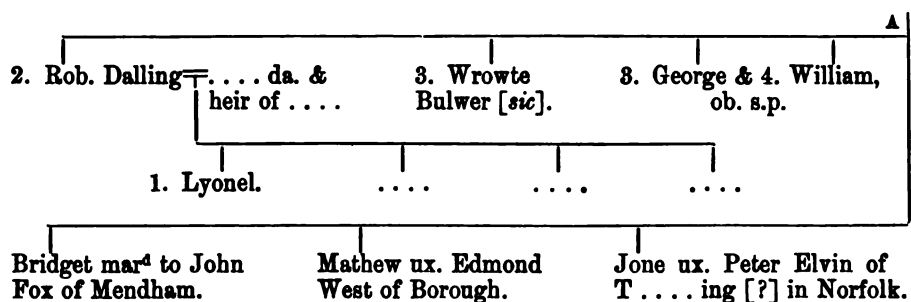 A
2. Rob. Dalling=. . . . da. & 3. Wrowte 3. George & 4. William,
heir of . . . . Bulwer [sic]. ob. s.p.
1. Lyonel. . . . . . . . . . . . .
Bridget mar^d to John Mathew ux. Edmond Jone ux. Peter Elvin of
Fox of Mendham. West of Borough. T . . . . ing [?] in Norfolk.